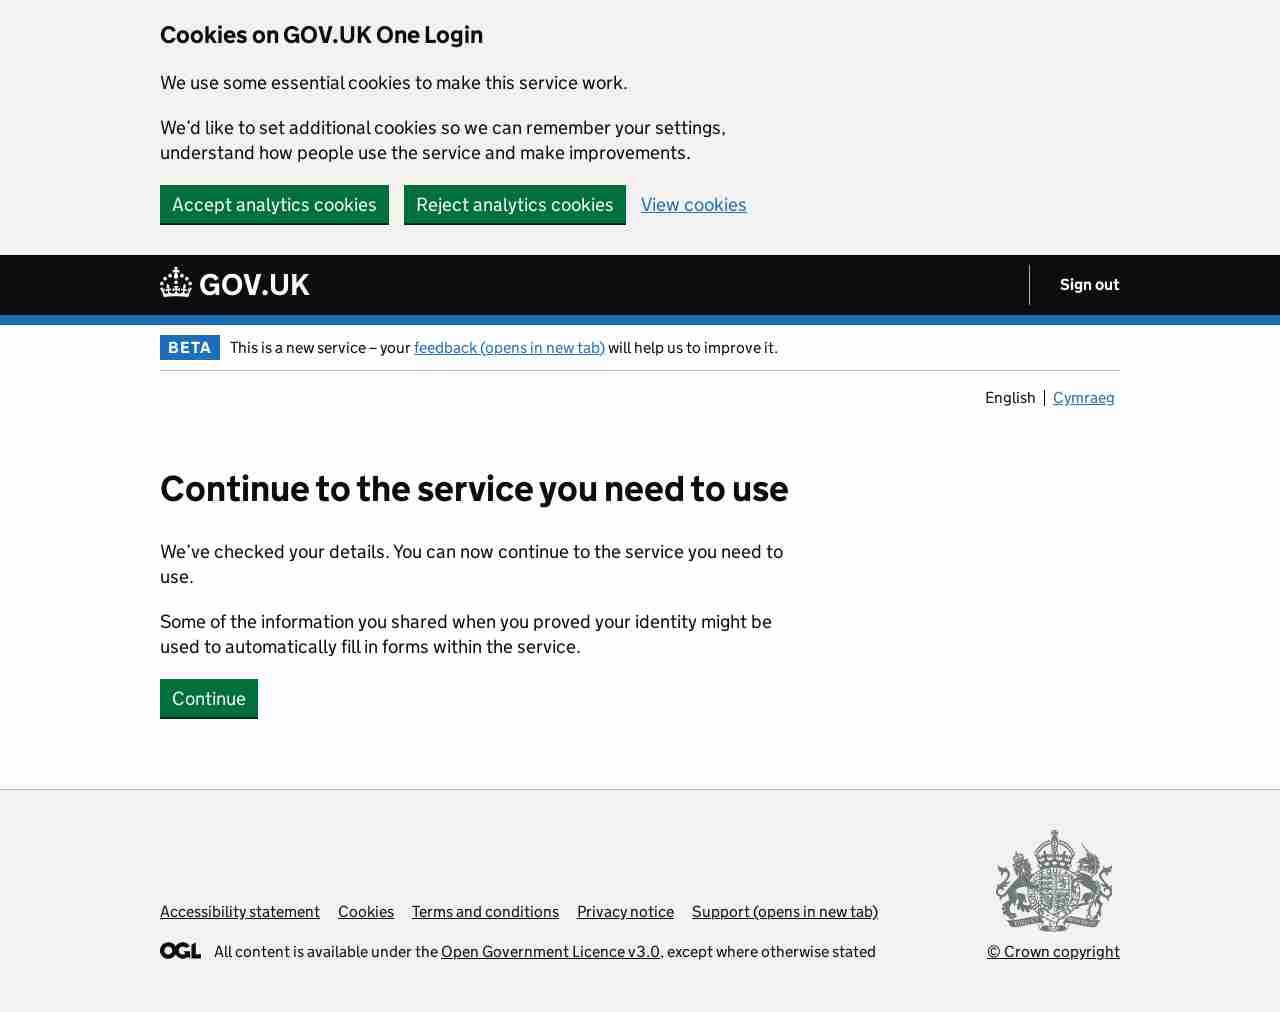 Cookies on GOV.UK One Login
We use some essential cookies to make this service work.
We’d like to set additional cookies so we can remember your settings,
understand how people use the service and make improvements.
Accept analytics cookies Reject analytics cookies View cookies
GOV.UK Sign out
BETA This is a new service – your feedback (opens in new tab) will help us to improve it.
English Cymraeg
Continue to the service you need to use
We’ve checked your details. You can now continue to the service you need to
use.
Some of the information you shared when you proved your identity might be
used to automatically fill in forms within the service.
Continue
Accessibility statement Cookies Terms and conditions Privacy notice Support (opens in new tab)
OGL All content is available under the Open Government Licence v3.0, except where otherwise stated
© Crown copyright